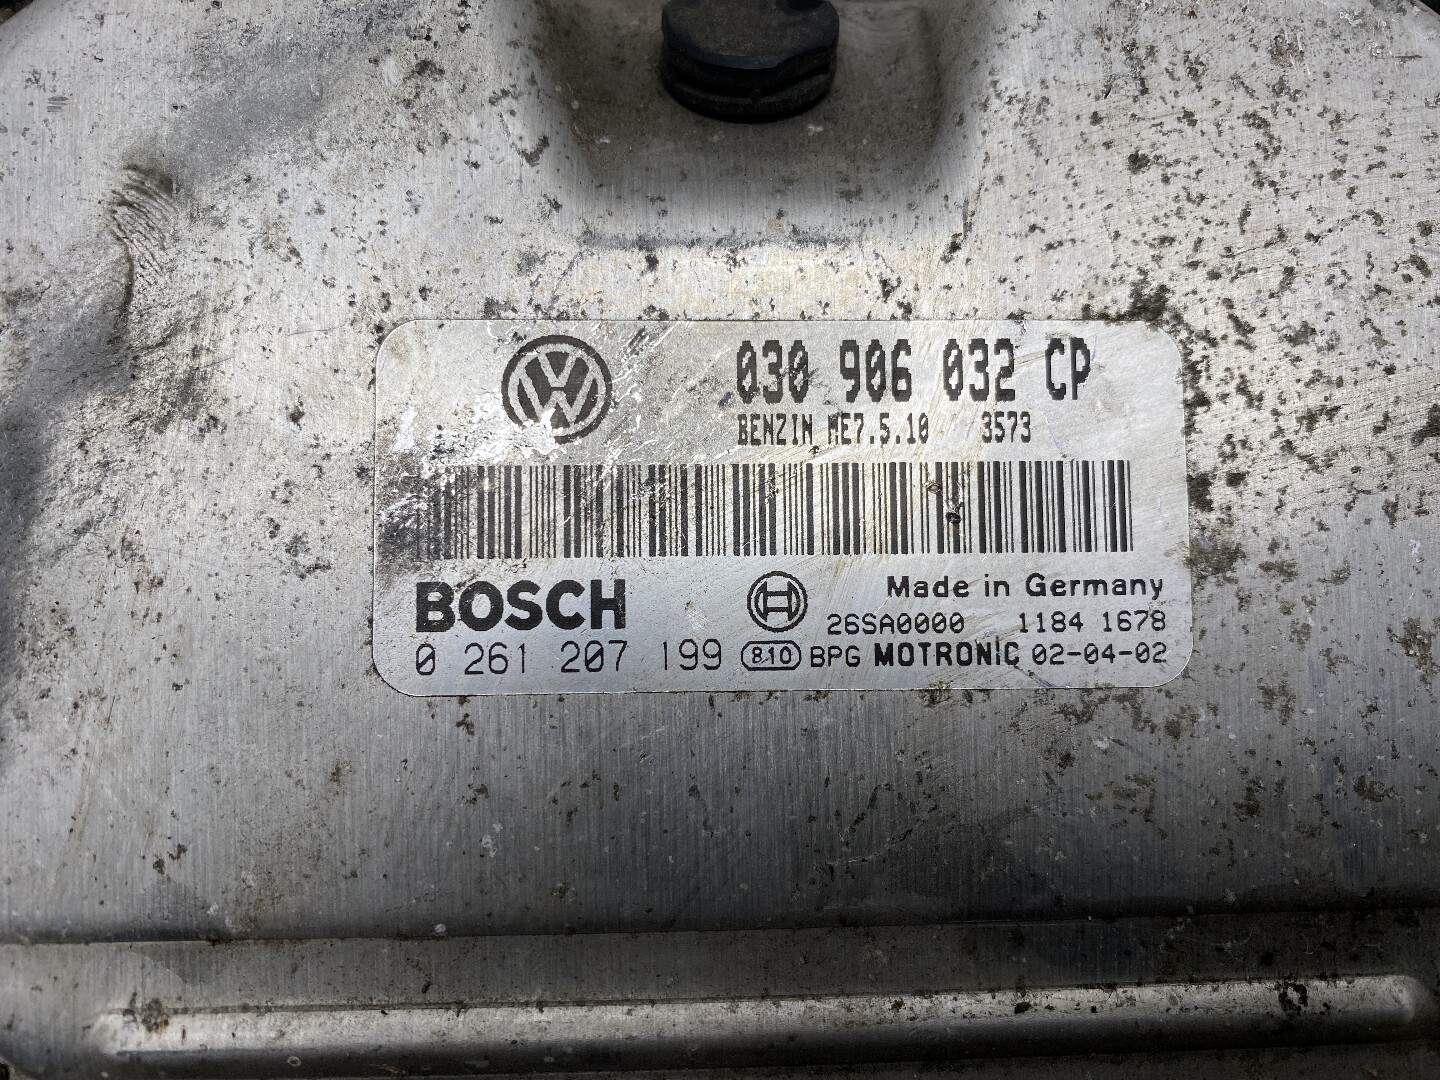 030 906 032 CP
BENZIN ME7.5.10 3573
BOSCH
Made in Germany
26SA0000 1184 1678
0 261 207 199 810 BPG MOTRONIC 02-04-02